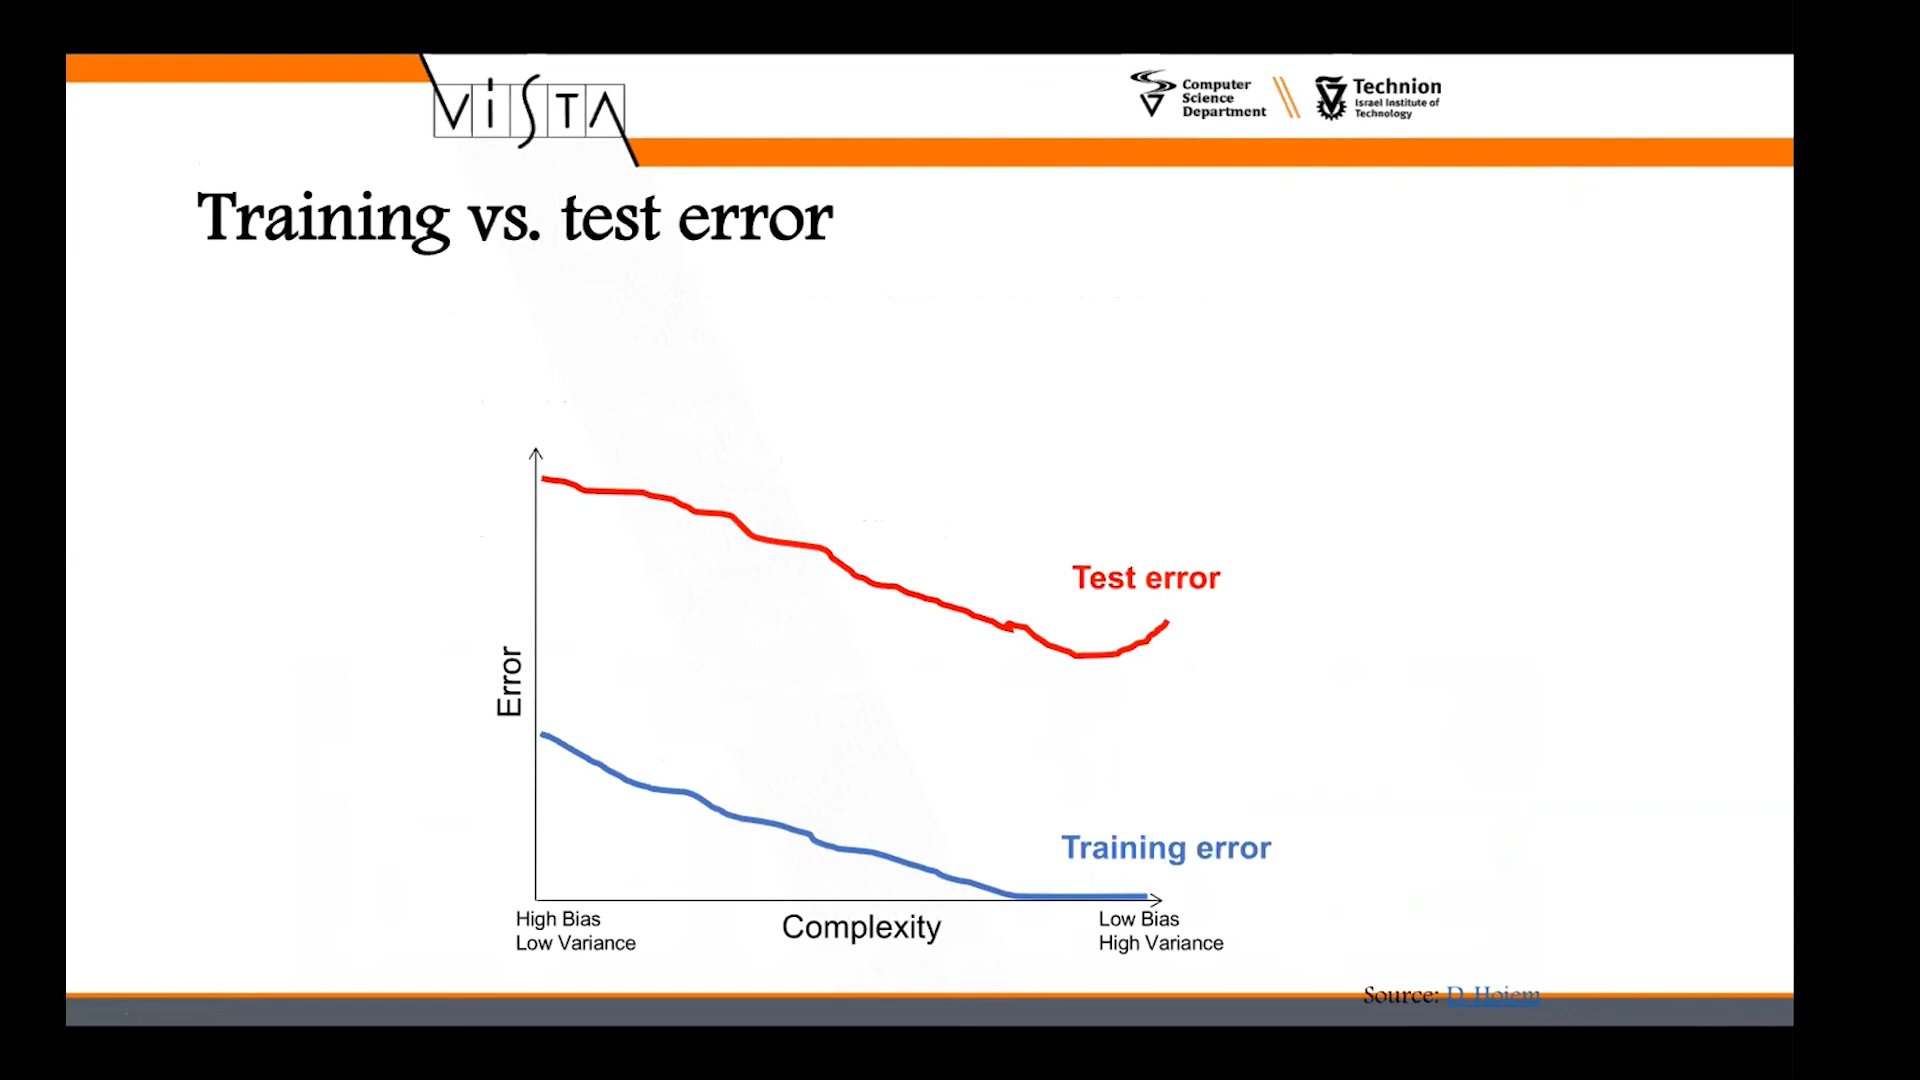 ViSTA
Computer
Science
Department
Technion
Israel Institute of
Technology
Training vs. test error
Test error
Error
Training error
High Bias
Low Variance
Complexity
Low Bias
High Variance
Source: D. Hoiem